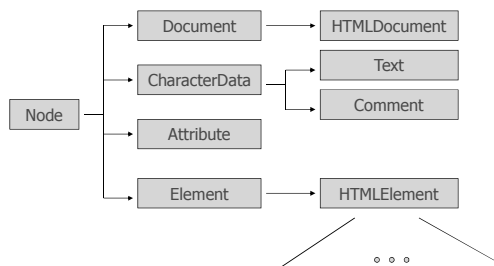 Document
HTMLDocument
Text
CharacterData
Comment
Node
Attribute
Element
HTMLElement